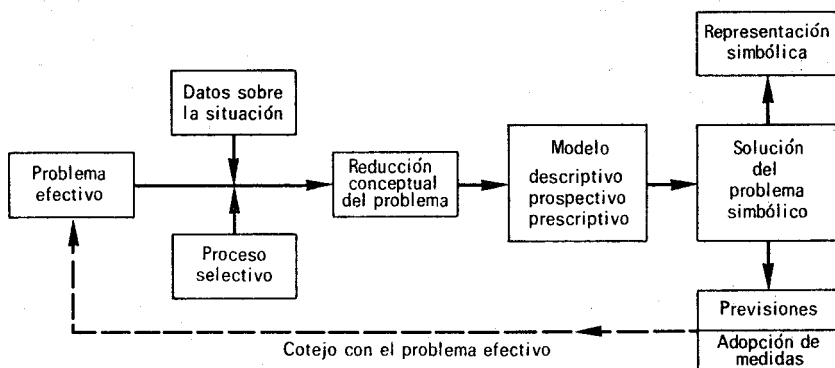 Representación
simbólica
Datos sobre
la situación
Problema
efectivo
Reducción
conceptual
del problema
Modelo
descriptivo
prospectivo
prescriptivo
Solución
del
problema
simbólico
Proceso
selectivo
Previsiones
Adopción de
medidas
Cotejo con el problema efectivo